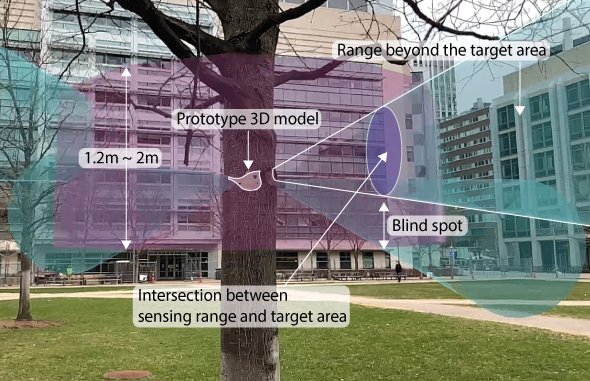 Range beyond the target area
Prototype 3D model
1.2m ~ 2m
Blind spot
Intersection between
sensing range and target area